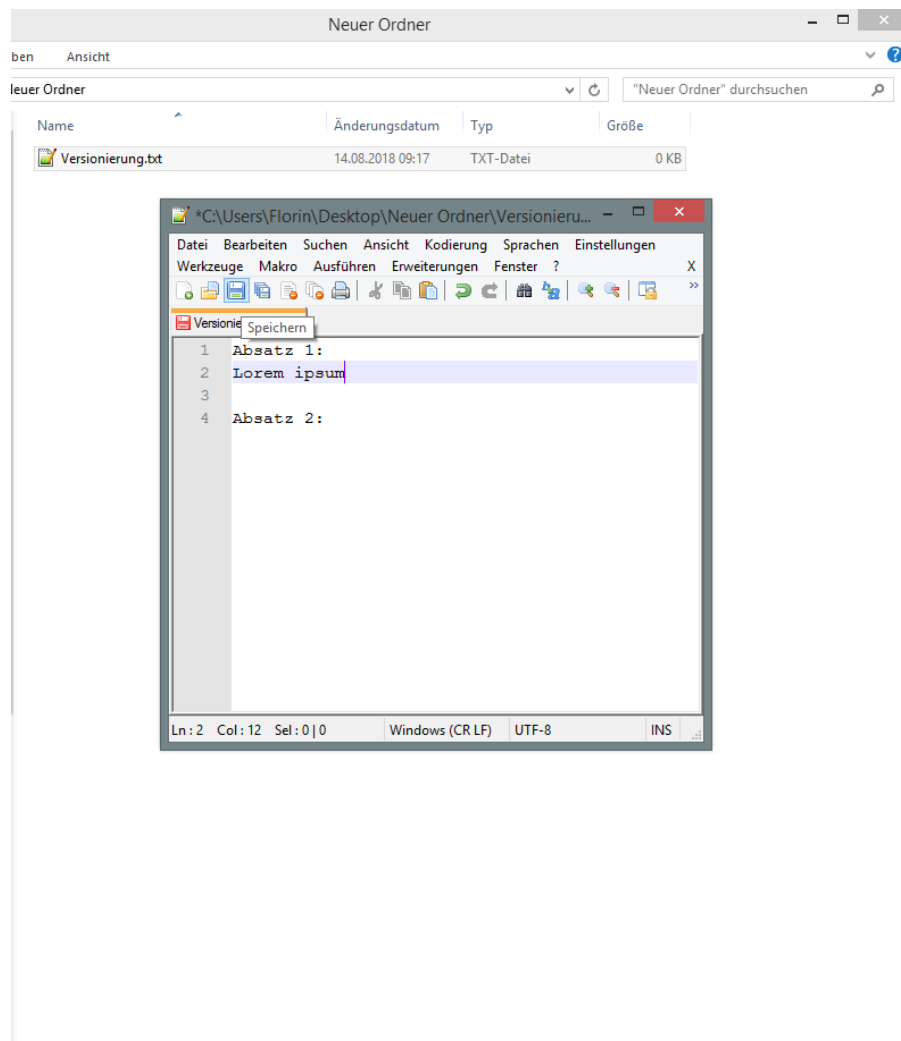 Neuer Ordner
ben Ansicht
leuer Ordner "Neuer Ordner" durchsuchen
Name Änderungsdatum Typ Größe
Versionierung.txt 14.08.2018 09:17 TXT-Datei 0 KB
*C:\Users\Florin\Desktop\Neuer Ordner\Versionieru...
Datei Bearbeiten Suchen Ansicht Kodierung Sprachen Einstellungen
Werkzeuge Makro Ausführen Erweiterungen Fenster ? X
Versionie
Speichern
1 Absatz 1:
2 Lorem ipsum
3
4 Absatz 2:
Ln : 2 Col : 12 Sel : 0 | 0 Windows (CR LF) UTF-8 INS